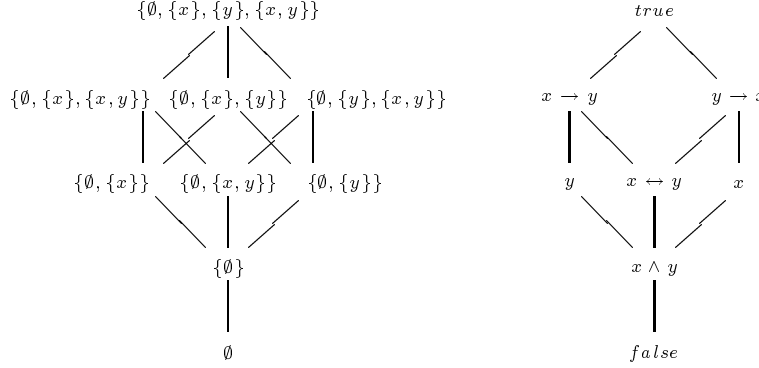 {∅, {x}, {y}, {x, y}} true
{∅, {x}, {x, y}} {∅, {x}, {y}} {∅, {y}, {x, y}} x → y y → x
{∅, {x}} {∅, {x, y}} {∅, {y}} y x ↔ y x
{∅} x ∧ y
∅ false